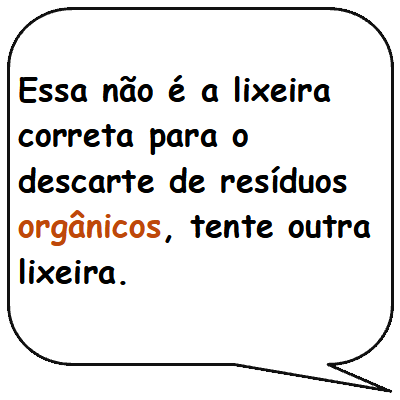 Essa não é a lixeira
correta para o
descarte de resíduos
orgânicos, tente outra
lixeira.